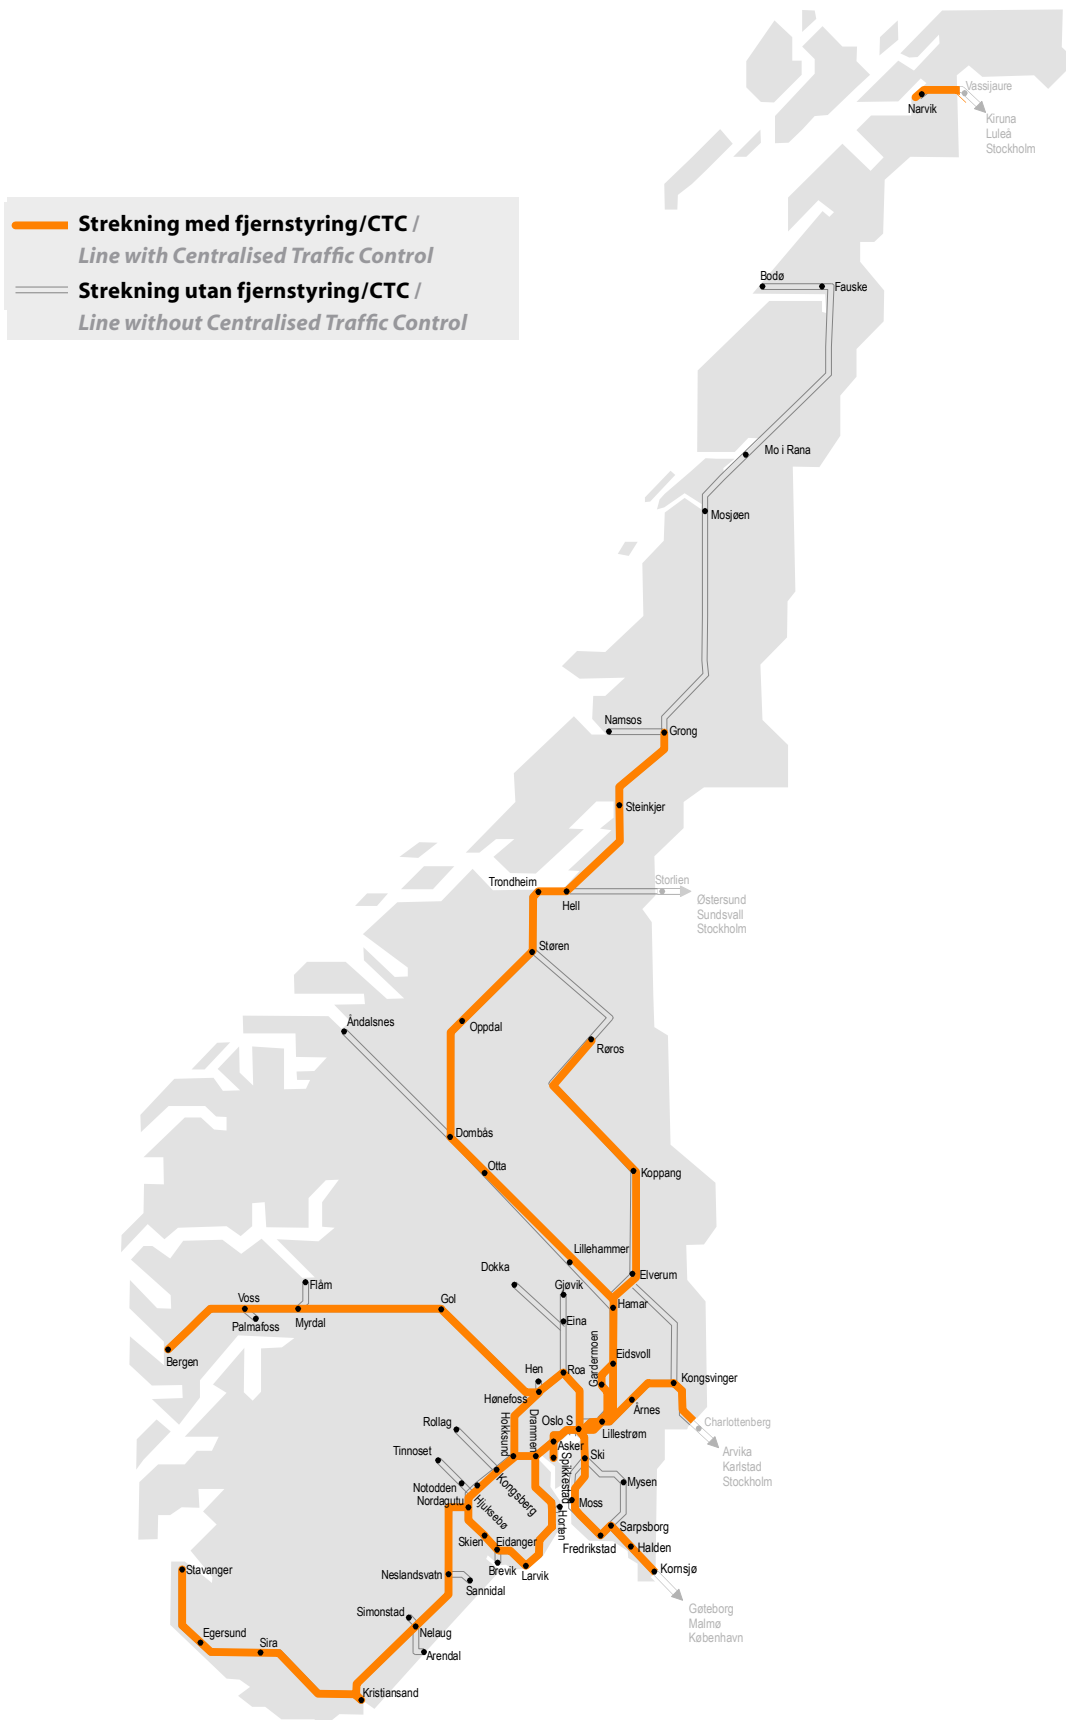 Vassijaure
Narvik
Kiruna
Luleå
Stockholm
Strekning med fjernstyring/CTC /
Line with Centralised Traffic Control
Strekning utan fjernstyring/CTC /
Line without Centralised Traffic Control
Bodø
Fauske
Mo i Rana
Mosjøen
Namsos
Grong
Steinkjer
Trondheim
Hell
Storlien
Østersund
Sundsvall
Stockholm
Støren
Åndalsnes
Oppdal
Røros
Dombås
Otta
Koppang
Lillehammer
Elverum
Dokka
Gjøvik
Hamar
Flåm
Voss
Palmafoss
Myrdal
Gol
Eina
Bergen
Gardermoen
Eidsvoll
Hen
Roa
Hønefoss
Kongsvinger
Årnes
Rollag
Hokksund
Drammen
Oslo S
Lillestrøm
Charlottenberg
Arvika
Karlstad
Stockholm
Asker
Spikkestad
Ski
Tinnoset
Mysen
Notodden
Nordagutu
Hjuksebø
Kongsberg
Horten
Moss
Sarpsborg
Fredrikstad
Halden
Skien
Eidanger
Brevik
Larvik
Kornsjø
Stavanger
Neslandsvatn
Sannidal
Gøteborg
Malmø
København
Simonstad
Nelaug
Arendal
Egersund
Sira
Kristiansand